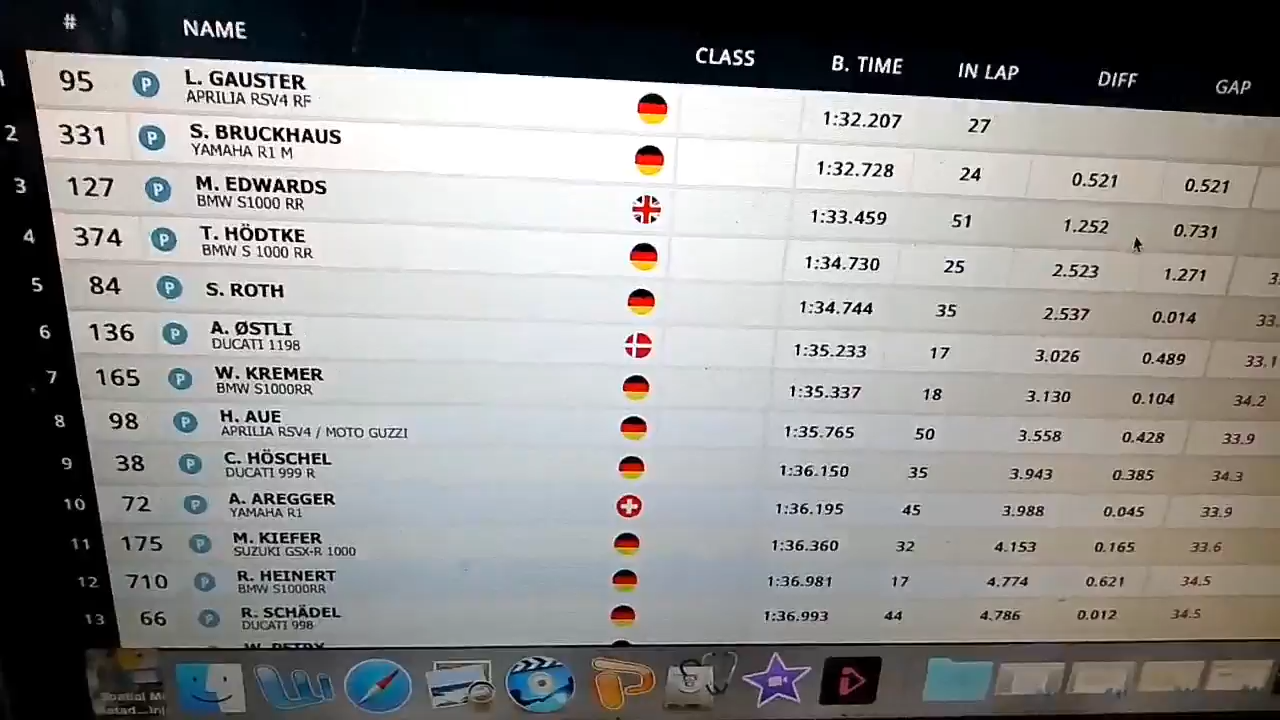 # NAME CLASS B. TIME IN LAP DIFF GAP
1 95 P L. GAUSTER 1:32.207 27
APRILIA RSV4 RF
2 331 P S. BRUCKHAUS 1:32.728 24 0.521 0.521
YAMAHA R1 M
3 127 P M. EDWARDS 1:33.459 51 1.252 0.731
BMW S1000 RR
4 374 P T. HÖDTKE 1:34.730 25 2.523 1.271
BMW S 1000 RR
5 84 P S. ROTH 1:34.744 35 2.537 0.014 33.
6 136 P A. ØSTLI 1:35.233 17 3.026 0.489 33.1
DUCATI 1198
7 165 P W. KREMER 1:35.337 18 3.130 0.104 34.2
BMW S1000RR
8 98 P H. AUE 1:35.765 50 3.558 0.428 33.9
APRILIA RSV4 / MOTO GUZZI
9 38 P C. HÖSCHEL 1:36.150 35 3.943 0.385 34.3
DUCATI 999 R
10 72 P A. AREGGER 1:36.195 45 3.988 0.045 33.9
YAMAHA R1
11 175 P M. KIEFER 1:36.360 32 4.153 0.165 33.6
SUZUKI GSX-R 1000
12 710 P R. HEINERT 1:36.981 17 4.774 0.621 34.5
BMW S1000RR
13 66 P R. SCHÄDEL 1:36.993 44 4.786 0.012 34.5
DUCATI 998